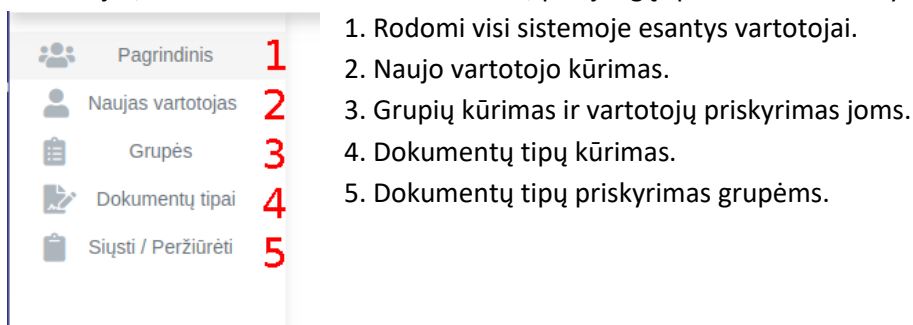 Pagrindinis 1
Naujas vartotojas 2
Grupės 3
Dokumentų tipai 4
Siųsti / Peržiūrėti 5
1. Rodomi visi sistemoje esantys vartotojai.
2. Naujo vartotojo kūrimas.
3. Grupių kūrimas ir vartotojų priskyrimas joms.
4. Dokumentų tipų kūrimas.
5. Dokumentų tipų priskyrimas grupėms.